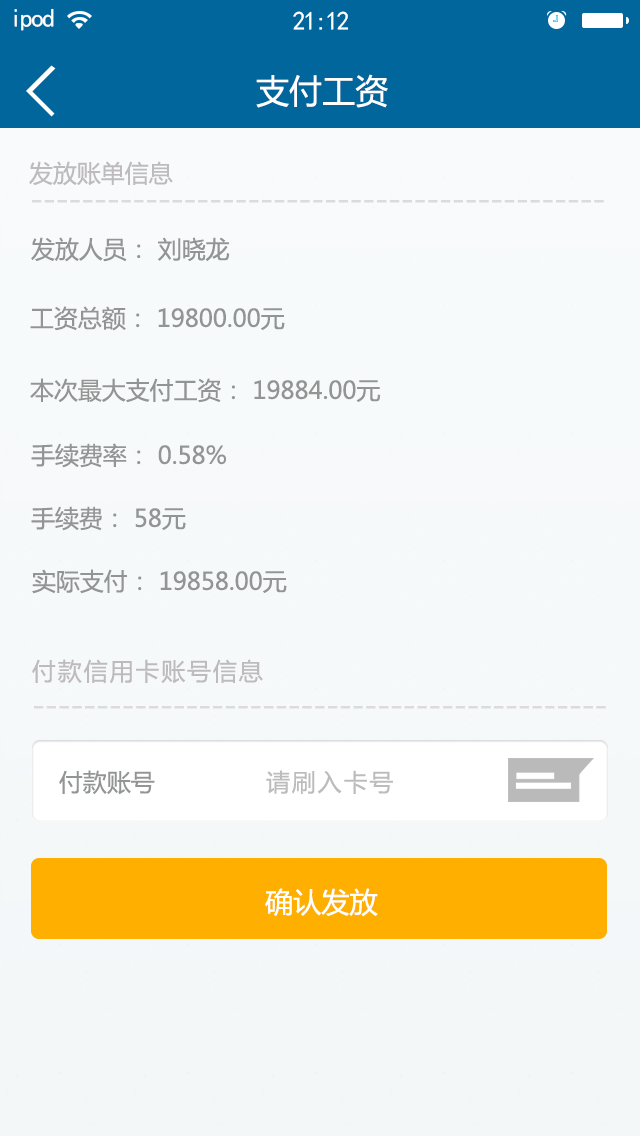 ipod 21:12
支付工资
发放账单信息
发放人员： 刘晓龙
工资总额： 19800.00元
本次最大支付工资： 19884.00元
手续费率： 0.58%
手续费： 58元
实际支付： 19858.00元
付款信用卡账号信息
付款账号 请刷入卡号
确认发放